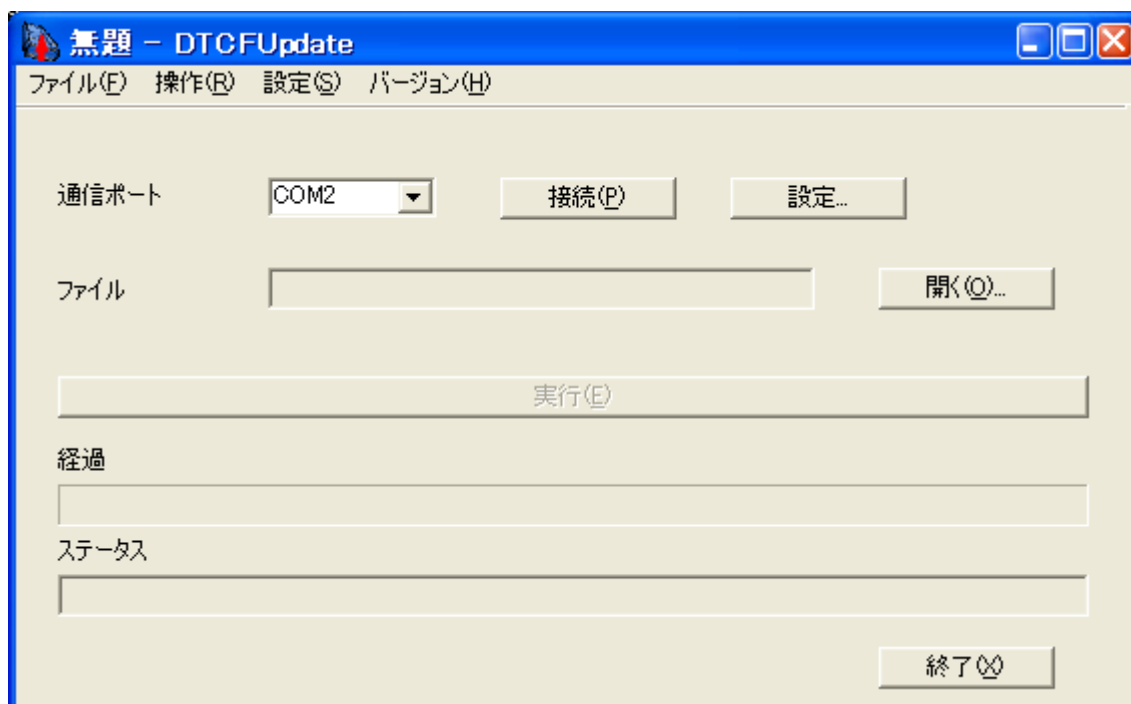 無題 - DTCFUpdate
ファイル(F) 操作(R) 設定(S) バージョン(H)
通信ポート COM2 接続(P) 設定...
ファイル 開く(O)...
実行(E)
経過
ステータス
終了(X)